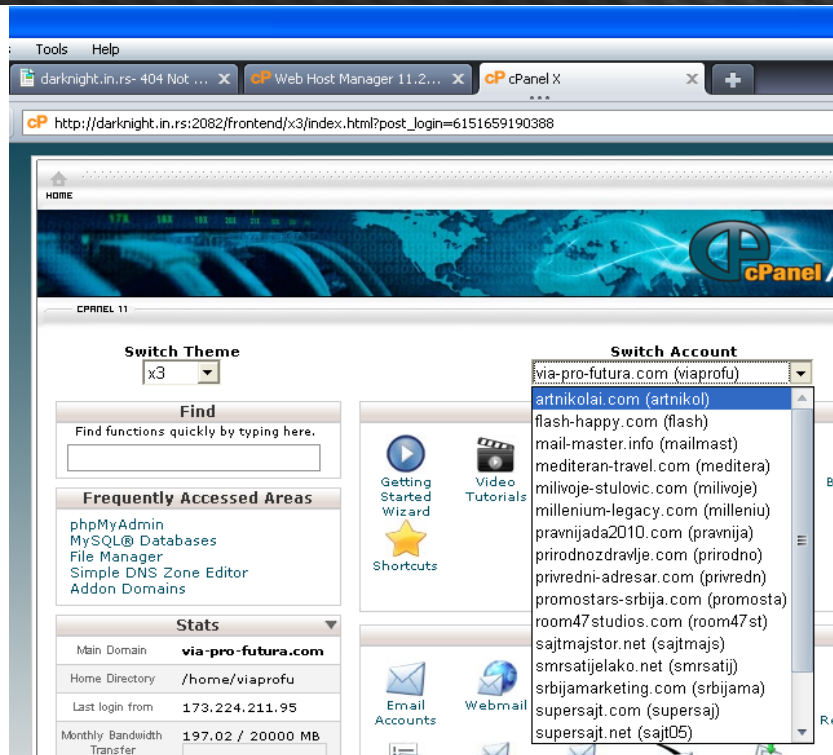 Tools Help
darknight.in.rs- 404 Not ...
cP Web Host Manager 11.2...
cP cPanel X
cP http://darknight.in.rs:2082/frontend/x3/index.html?post_login=6151659190388
HOME
cPanel
CPANEL 11
Switch Theme
x3
Switch Account
via-pro-futura.com (viaprofu)
artnikolai.com (artnikol)
flash-happy.com (flash)
mail-master.info (mailmast)
mediteran-travel.com (meditera)
milivoje-stulovic.com (milivoje)
millenium-legacy.com (milleniu)
pravnijada2010.com (pravnija)
prirodnozdravlje.com (prirodno)
privredni-adresar.com (privredn)
promostars-srbija.com (promosta)
room47studios.com (room47st)
sajtmajstor.net (sajtmajs)
smrsatijelako.net (smrsatij)
srbijamarketing.com (srbijama)
supersajt.com (supersaj)
supersajt.net (sajt05)
Find
Find functions quickly by typing here.
Frequently Accessed Areas
phpMyAdmin
MySQL® Databases
File Manager
Simple DNS Zone Editor
Addon Domains
Stats
Main Domain via-pro-futura.com
Home Directory /home/viaprofu
Last login from 173.224.211.95
Monthly Bandwidth Transfer 197.02 / 20000 MB
Getting Started Wizard
Video Tutorials
Shortcuts
Email Accounts
Webmail